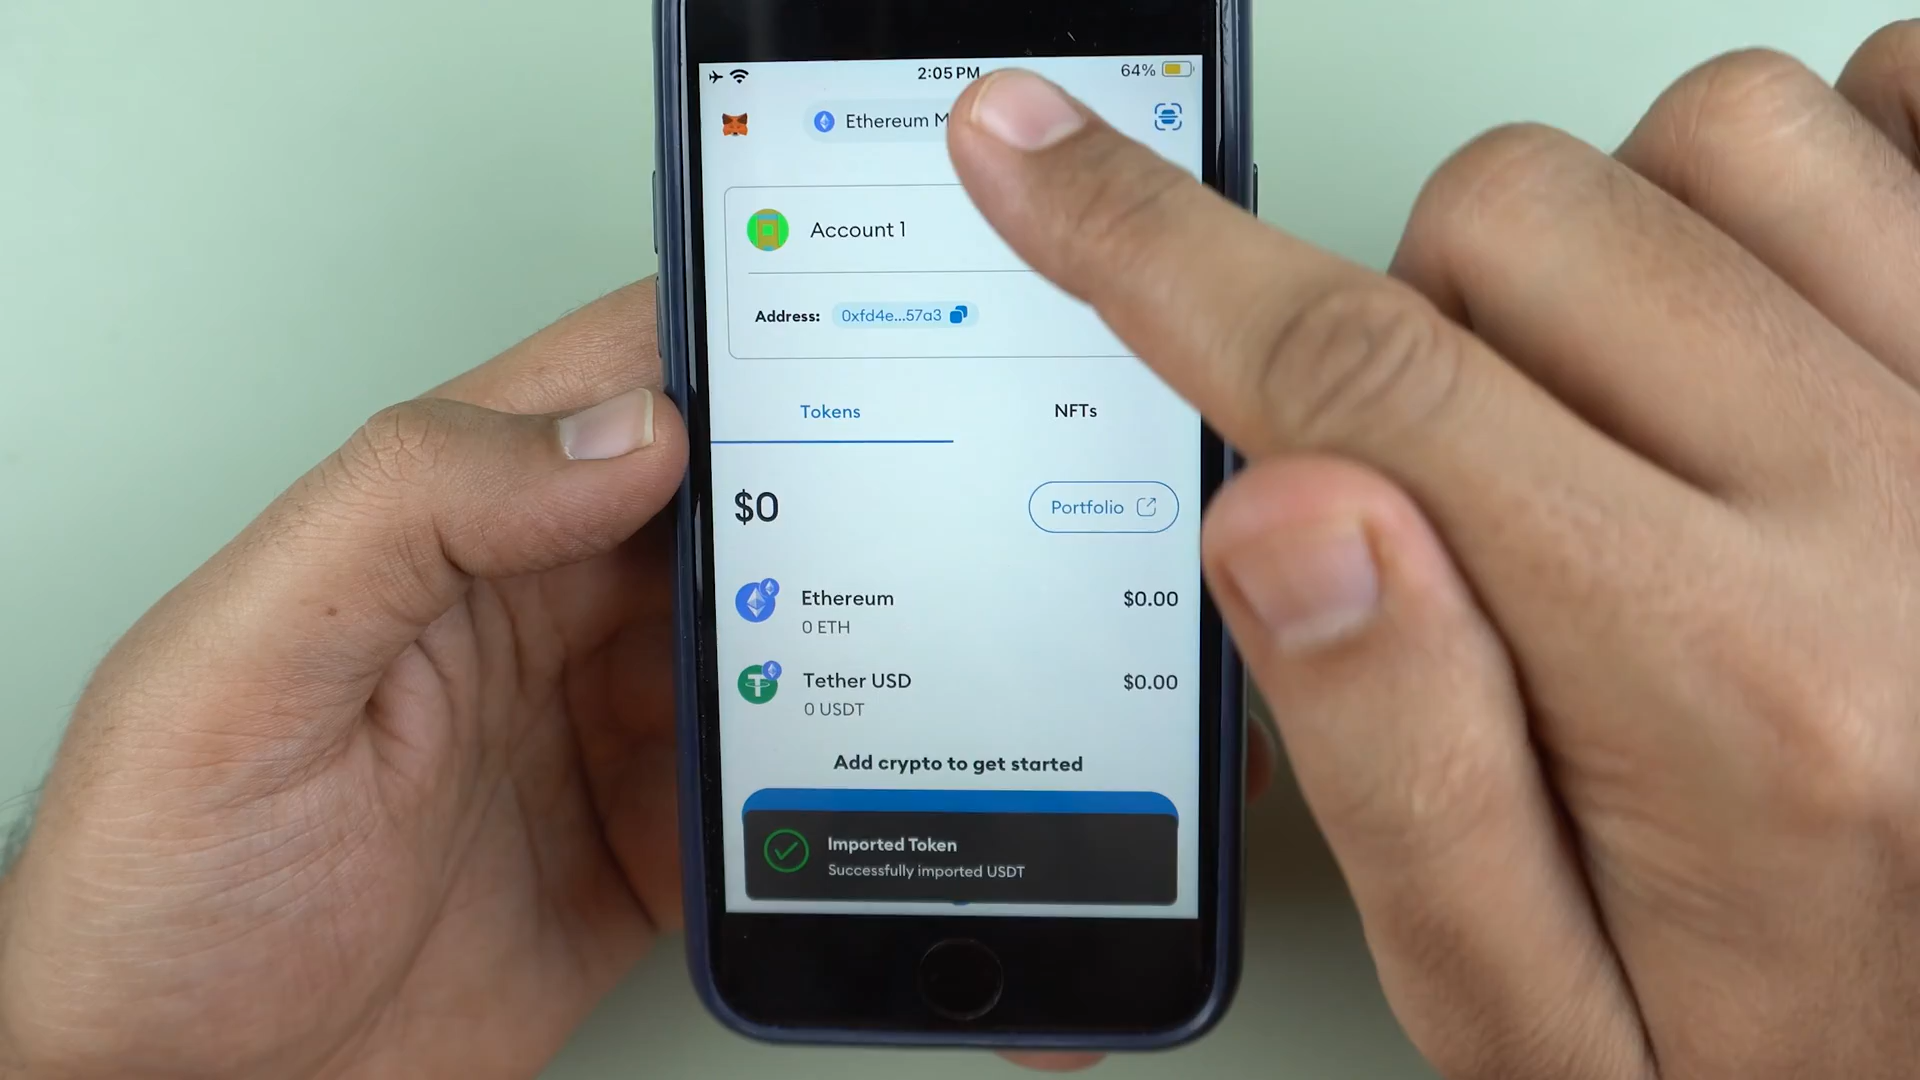 2:05 PM
64%
Ethereum M
Account 1
Address: 0xfd4e...57a3
Tokens
NFTs
$0
Portfolio
Ethereum
$0.00
0 ETH
Tether USD
$0.00
0 USDT
Add crypto to get started
Imported Token
Successfully imported USDT